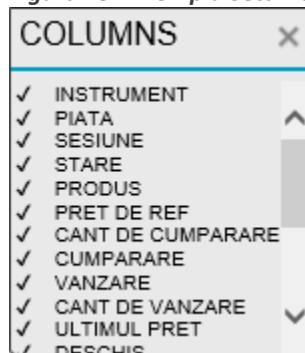 COLUMNS
INSTRUMENT
PIATA
SESIUNE
STARE
PRODUS
PRET DE REF
CANT DE CUMPARARE
CUMPARARE
VANZARE
CANT DE VANZARE
ULTIMUL PRET
DESCHIS